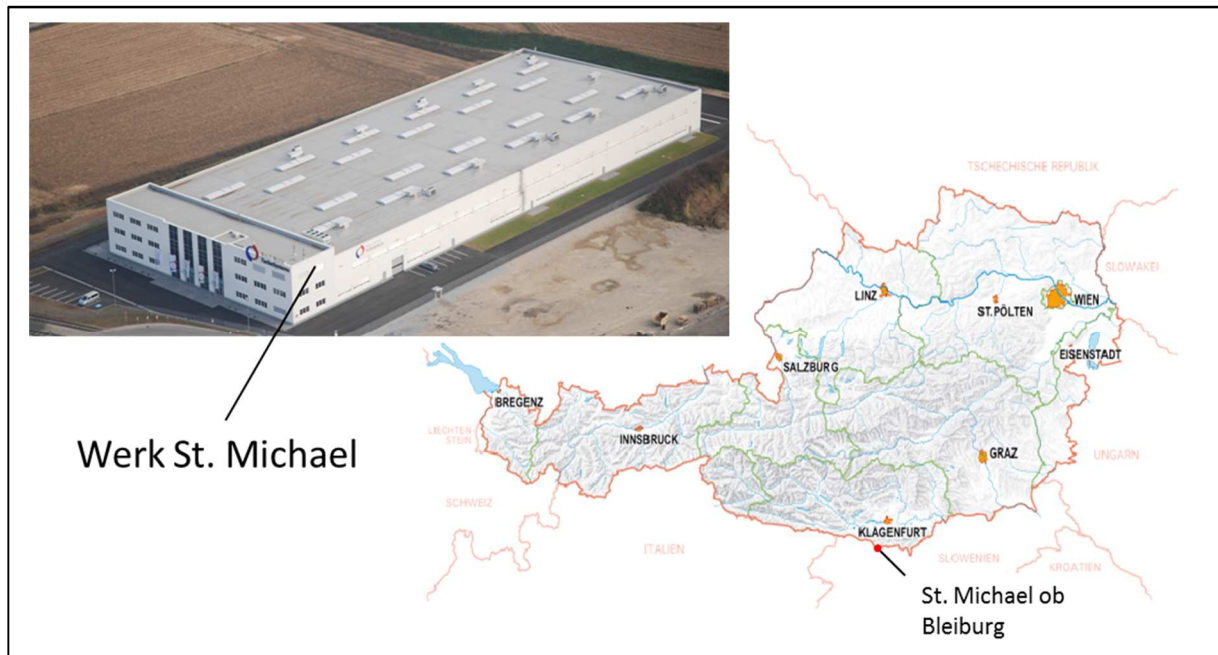 Werk St. Michael
TSCHECHISCHE REPUBLIK
SLOWAKEI
LINZ
WIEN
ST.PÖLTEN
EISENSTADT
SALZBURG
BREGENZ
LIECHTEN
STEIN
INNSBRUCK
GRAZ
UNGARN
SCHWEIZ
KLAGENFURT
ITALIEN
SLOWENIEN
KROATIEN
St. Michael ob
Bleiburg